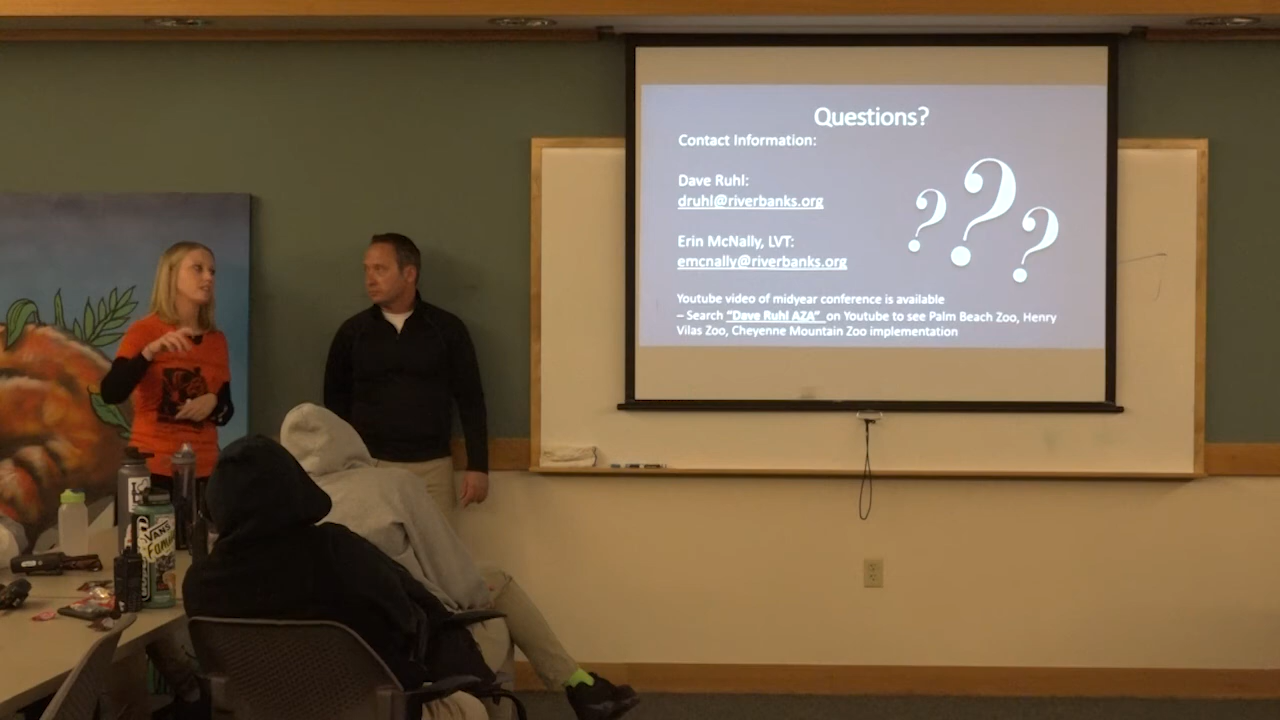 Questions?
Contact Information:
Dave Ruhl:
druhl@riverbanks.org
Erin McNally, LVT:
emcnally@riverbanks.org
Youtube video of midyear conference is available
– Search "Dave Ruhl AZA" on Youtube to see Palm Beach Zoo, Henry
Vilas Zoo, Cheyenne Mountain Zoo implementation
VANS
Family